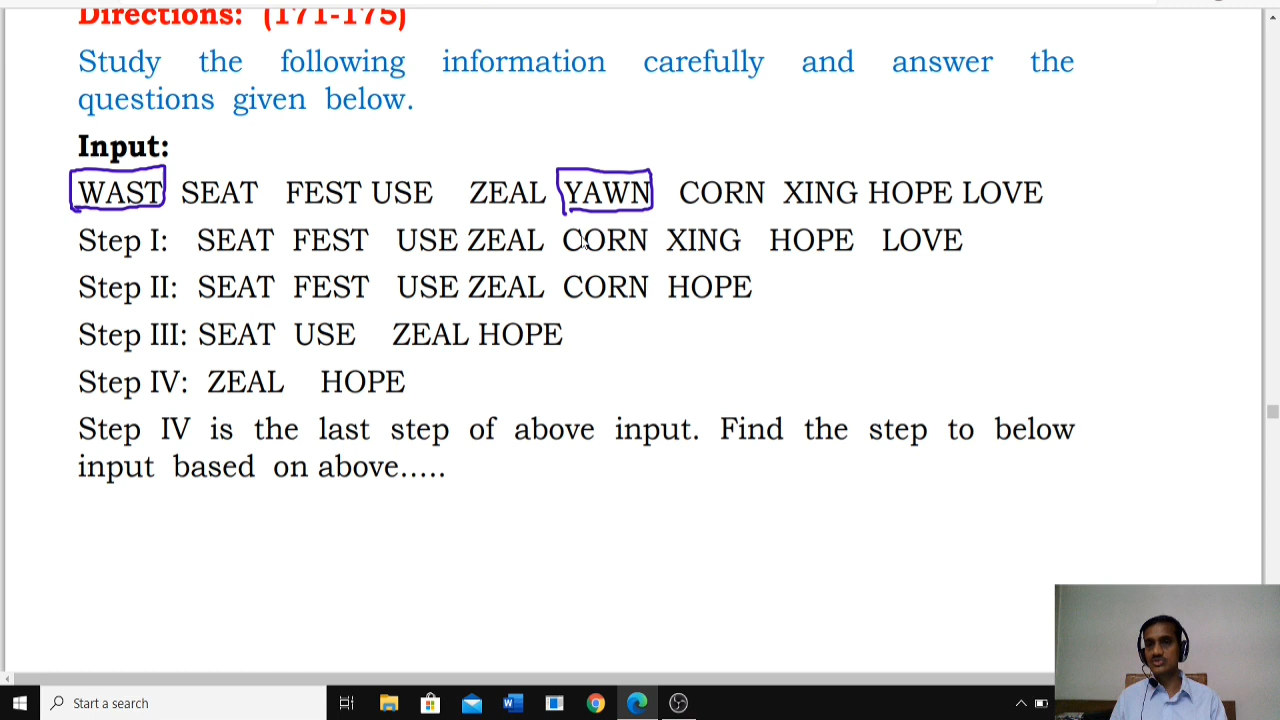 Directions: (171-175)
Study the following information carefully and answer the
questions given below.
Input:
WAST SEAT FEST USE ZEAL YAWN CORN XING HOPE LOVE
Step I: SEAT FEST USE ZEAL CORN XING HOPE LOVE
Step II: SEAT FEST USE ZEAL CORN HOPE
Step III: SEAT USE ZEAL HOPE
Step IV: ZEAL HOPE
Step IV is the last step of above input. Find the step to below
input based on above.....
Start a search